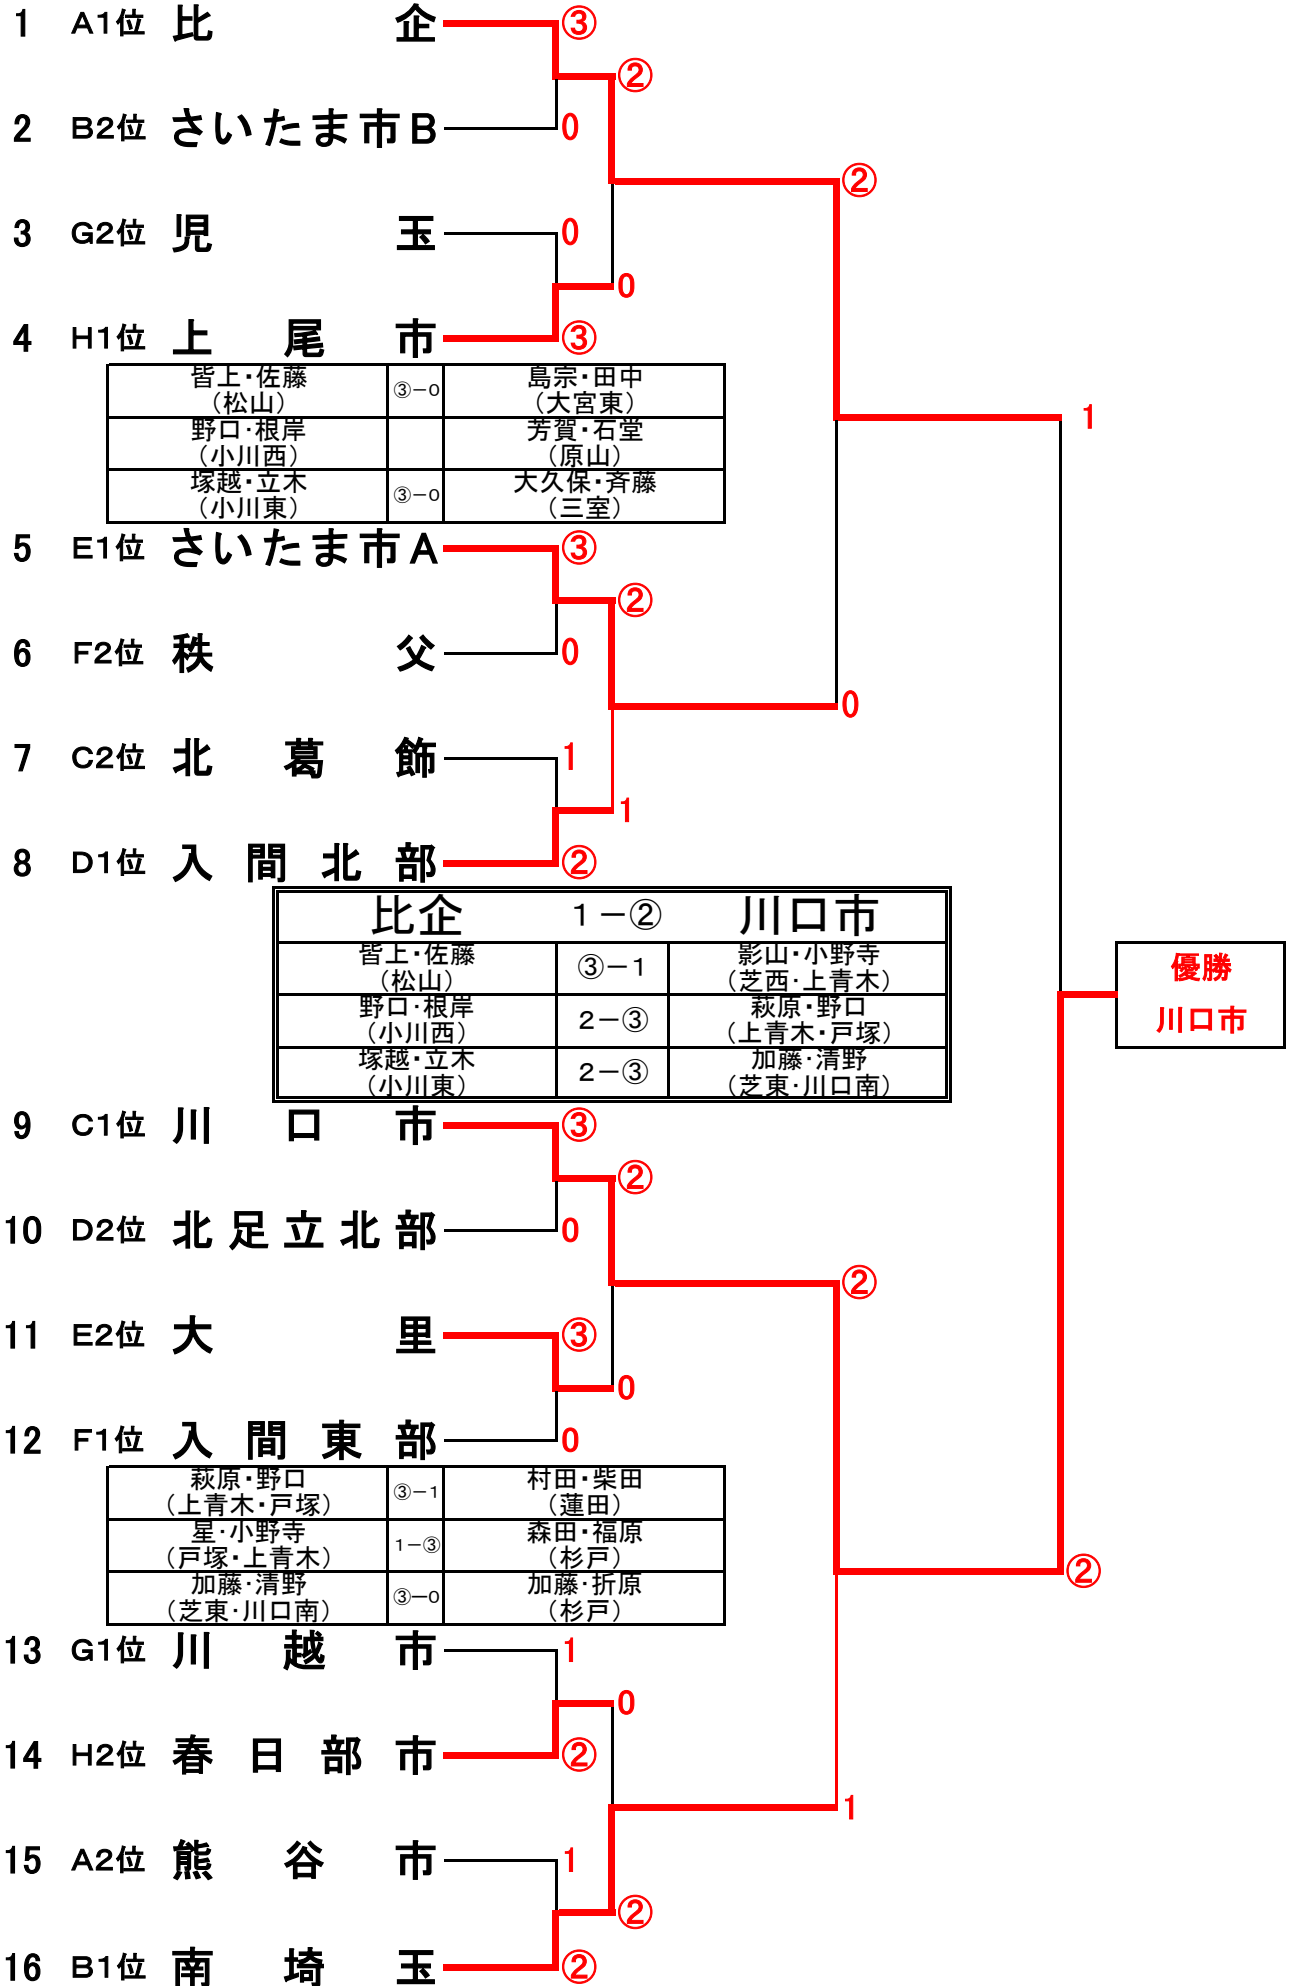 1 A1位 比企 ③
②
2 B2位 さいたま市B 0
②
3 G2位 児玉 0
0
4 H1位 上尾市 ③
皆上・佐藤 ③－0 島宗・田中
（松山） （大宮東）
野口・根岸 芳賀・石堂
（小川西） （原山）
塚越・立木 ③－0 大久保・斉藤
（小川東） （三室）
1
5 E1位 さいたま市A ③
②
6 F2位 秩父 0
0
7 C2位 北葛飾 1
1
8 D1位 入間北部 ②
比企 1－② 川口市
皆上・佐藤 ③－1 影山・小野寺
（松山） （芝西・上青木）
野口・根岸 2－③ 萩原・野口
（小川西） （上青木・戸塚）
塚越・立木 2－③ 加藤・清野
（小川東） （芝東・川口南）
優勝
川口市
9 C1位 川口市 ③
②
10 D2位 北足立北部 0
②
11 E2位 大里 ③
0
12 F1位 入間東部 0
萩原・野口 ③－1 村田・柴田
（上青木・戸塚） （蓮田）
星・小野寺 1－③ 森田・福原
（戸塚・上青木） （杉戸）
加藤・清野 ③－0 加藤・折原
（芝東・川口南） （杉戸）
②
13 G1位 川越市 1
0
14 H2位 春日部市 ②
1
15 A2位 熊谷市 1
②
16 B1位 南埼玉 ②